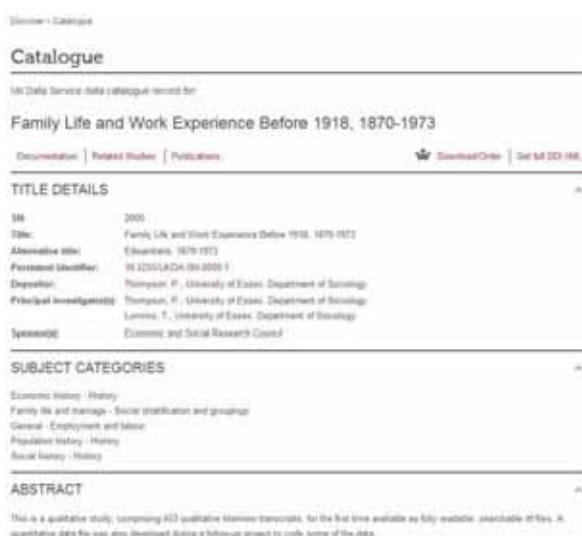 Discover > Catalogue
Catalogue
UK Data Service data catalogue record for:
Family Life and Work Experience Before 1918, 1870-1973
Documentation | Related Studies | Publications
Download/Order | Get full DDI XML
TITLE DETAILS
SN: 2000
Title: Family Life and Work Experience Before 1918, 1870-1973
Alternative title: Edwardians, 1870-1973
Persistent identifier: 10.5255/UKDA-SN-2000-1
Depositor: Thompson, P., University of Essex. Department of Sociology
Principal investigator(s): Thompson, P., University of Essex. Department of Sociology
Lummis, T., University of Essex. Department of Sociology
Sponsor(s): Economic and Social Research Council
SUBJECT CATEGORIES
Economic history - History
Family life and marriage - Social stratification and groupings
General - Employment and labour
Population history - History
Social history - History
ABSTRACT
This is a qualitative study, comprising 453 qualitative interview transcripts, for the first time available as fully available, searchable rtf files. A
quantitative data file was also developed during a follow-up project to code some of the data.